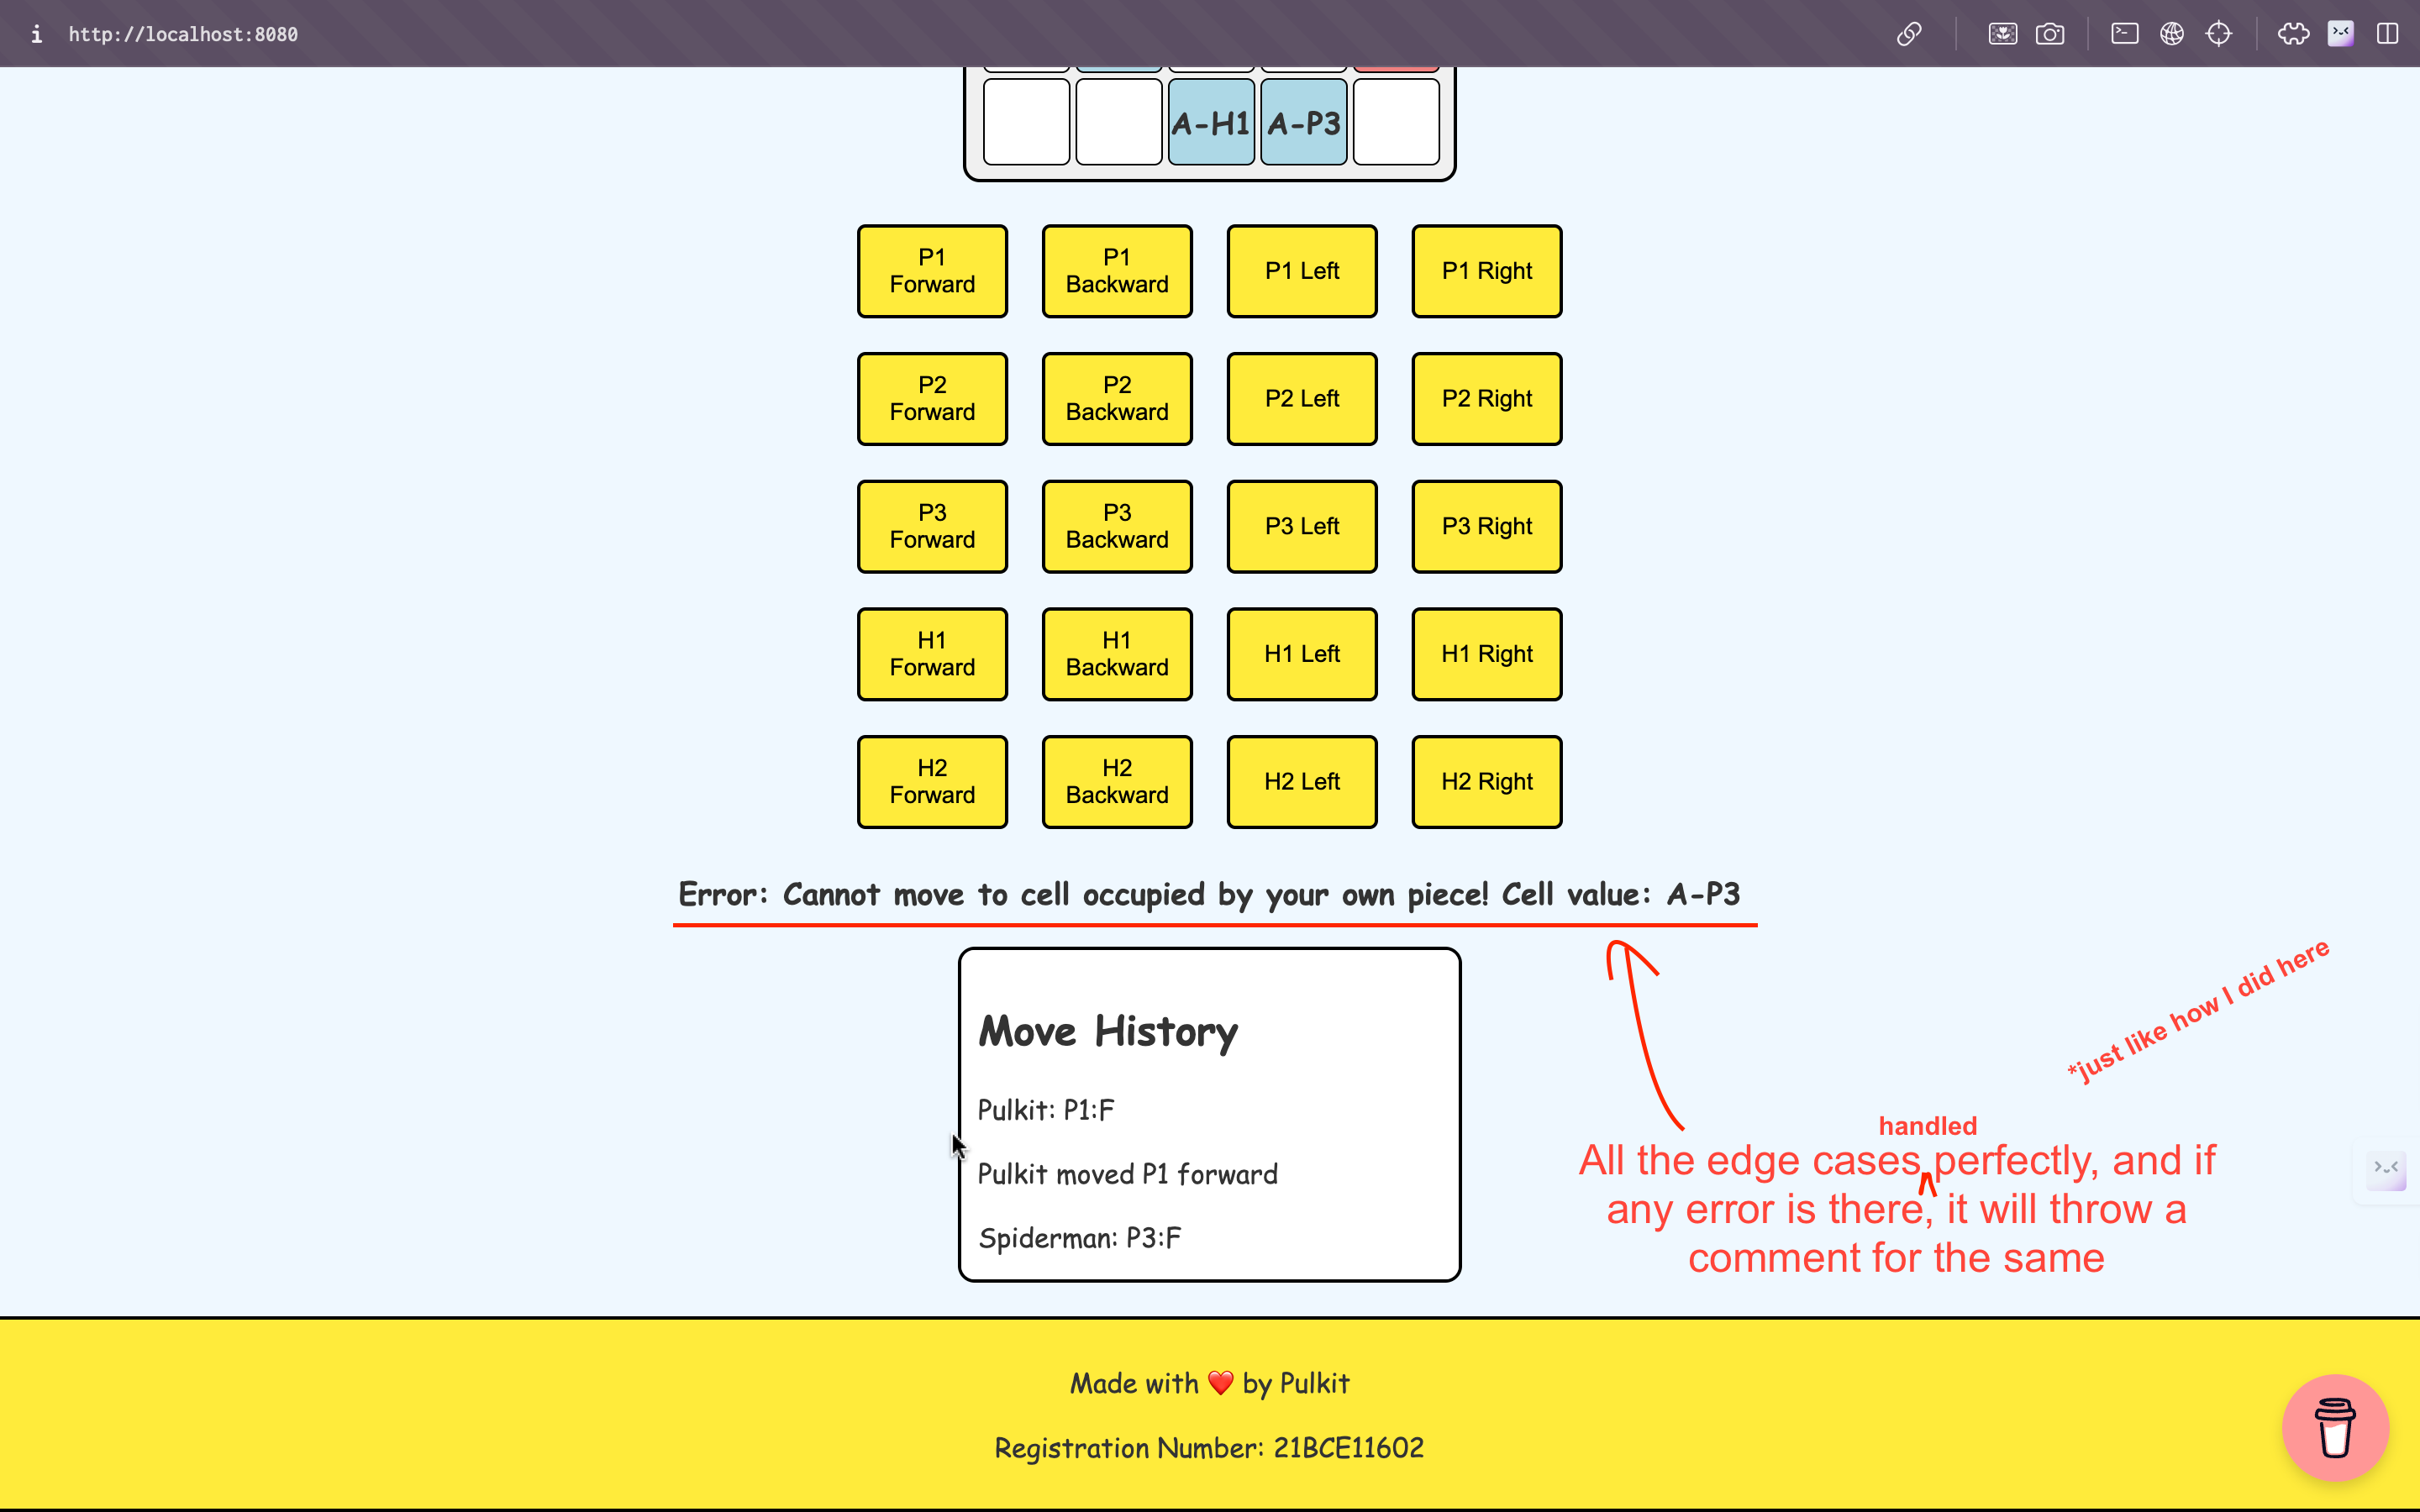 http://localhost:8080
A-H1 A-P3
P1
Forward
P1
Backward
P1 Left
P1 Right
P2
Forward
P2
Backward
P2 Left
P2 Right
P3
Forward
P3
Backward
P3 Left
P3 Right
H1
Forward
H1
Backward
H1 Left
H1 Right
H2
Forward
H2
Backward
H2 Left
H2 Right
Error: Cannot move to cell occupied by your own piece! Cell value: A-P3
Move History
Pulkit: P1:F
Pulkit moved P1 forward
Spiderman: P3:F
*just like how I did here
handled
All the edge cases perfectly, and if
any error is there, it will throw a
comment for the same
Made with ❤️ by Pulkit
Registration Number: 21BCE11602